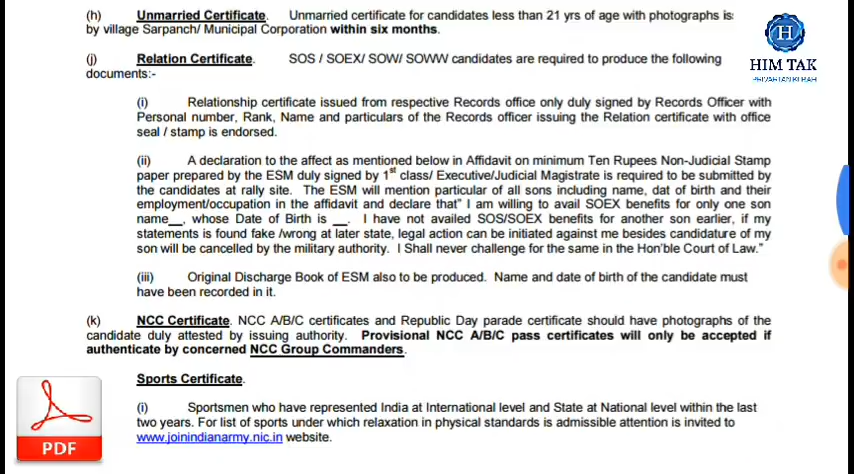 (h) Unmarried Certificate. Unmarried certificate for candidates less than 21 yrs of age with photographs is
by village Sarpanch/ Municipal Corporation within six months.
(j) Relation Certificate. SOS / SOEX/ SOW/ SOWW candidates are required to produce the following
documents:-
(i) Relationship certificate issued from respective Records office only duly signed by Records Officer with
Personal number, Rank, Name and particulars of the Records officer issuing the Relation certificate with office
seal / stamp is endorsed.
(ii) A declaration to the affect as mentioned below in Affidavit on minimum Ten Rupees Non-Judicial Stamp
paper prepared by the ESM duly signed by 1st class/ Executive/Judicial Magistrate is required to be submitted by
the candidates at rally site. The ESM will mention particular of all sons including name, dat of birth and their
employment/occupation in the affidavit and declare that" I am willing to avail SOEX benefits for only one son
name__, whose Date of Birth is __. I have not availed SOS/SOEX benefits for another son earlier, if my
statements is found fake /wrong at later state, legal action can be initiated against me besides candidature of my
son will be cancelled by the military authority. I Shall never challenge for the same in the Hon'ble Court of Law."
(iii) Original Discharge Book of ESM also to be produced. Name and date of birth of the candidate must
have been recorded in it.
(k) NCC Certificate. NCC A/B/C certificates and Republic Day parade certificate should have photographs of the
candidate duly attested by issuing authority. Provisional NCC A/B/C pass certificates will only be accepted if
authenticate by concerned NCC Group Commanders.
Sports Certificate.
(i) Sportsmen who have represented India at International level and State at National level within the last
two years. For list of sports under which relaxation in physical standards is admissible attention is invited to
www.joinindianarmy.nic.in website.
H
HIM TAK
PDF